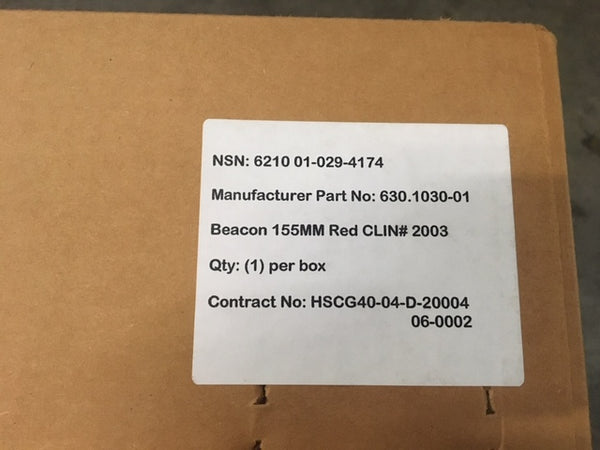 NSN: 6210 01-029-4174
Manufacturer Part No: 630.1030-01
Beacon 155MM Red CLIN# 2003
Qty: (1) per box
Contract No: HSCG40-04-D-20004
06-0002